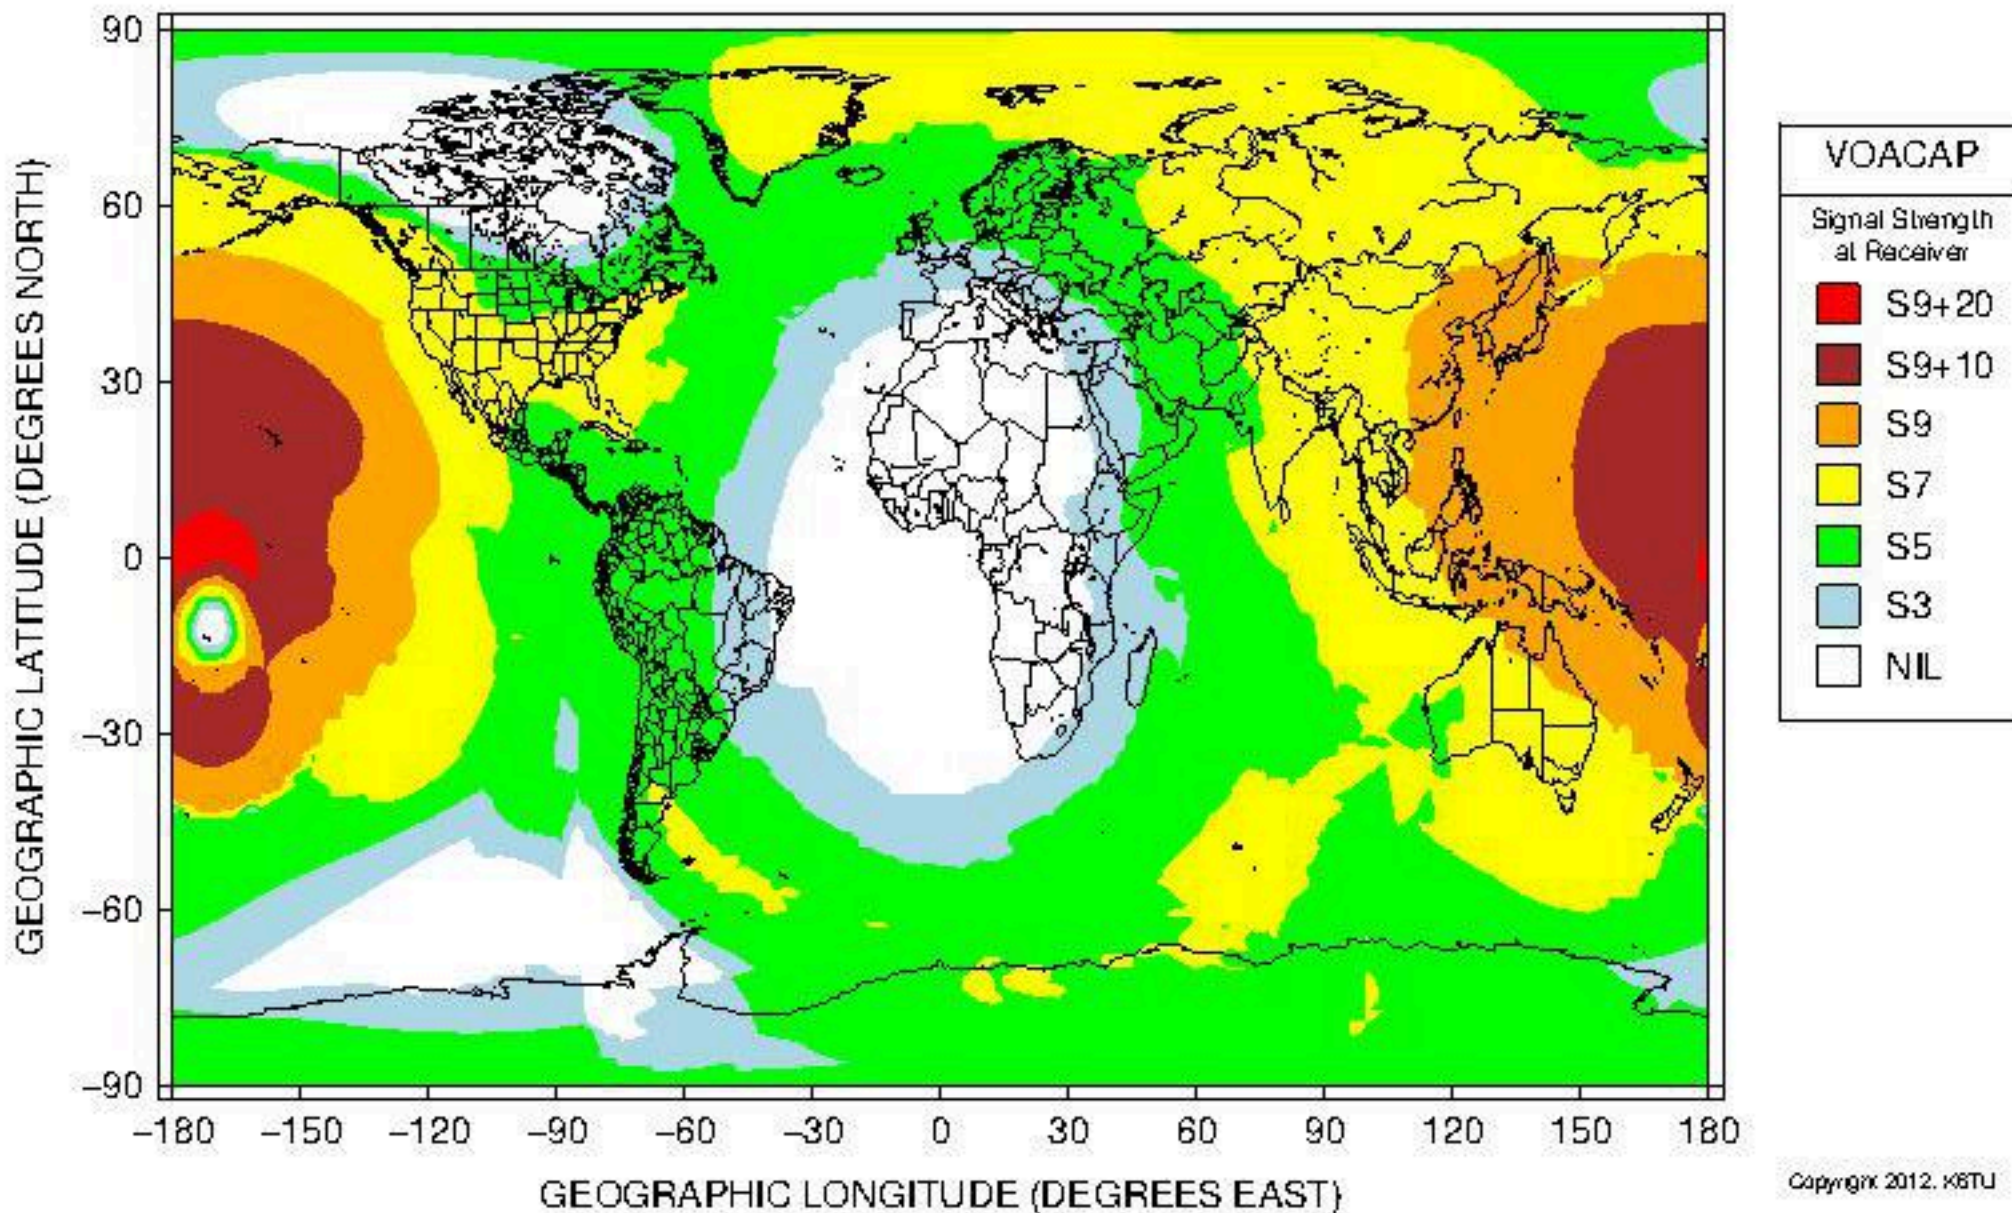 90
60
30
0
−30
−60
−90
GEOGRAPHIC LATITUDE (DEGREES NORTH)
−180 −150 −120 −90 −60 −30 0 30 60 90 120 150 180
GEOGRAPHIC LONGITUDE (DEGREES EAST)
VOACAP
Signal Strength
at Receiver
S9+20
S9+10
S9
S7
S5
S3
NIL
Copyright 2012, K6TU